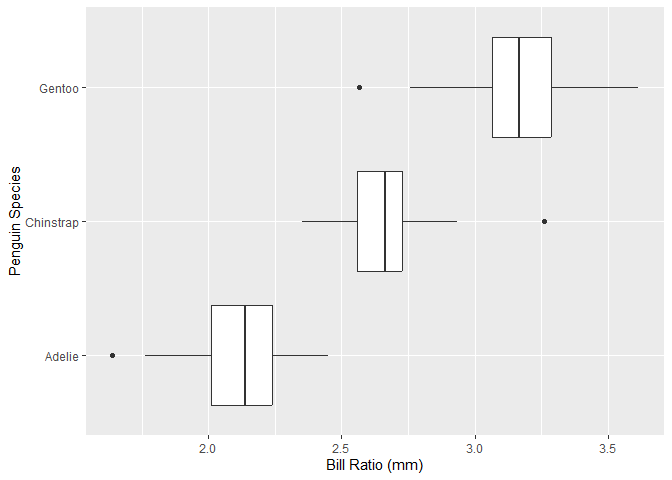 Gentoo
Chinstrap
Adelie
Penguin Species
2.0 2.5 3.0 3.5
Bill Ratio (mm)